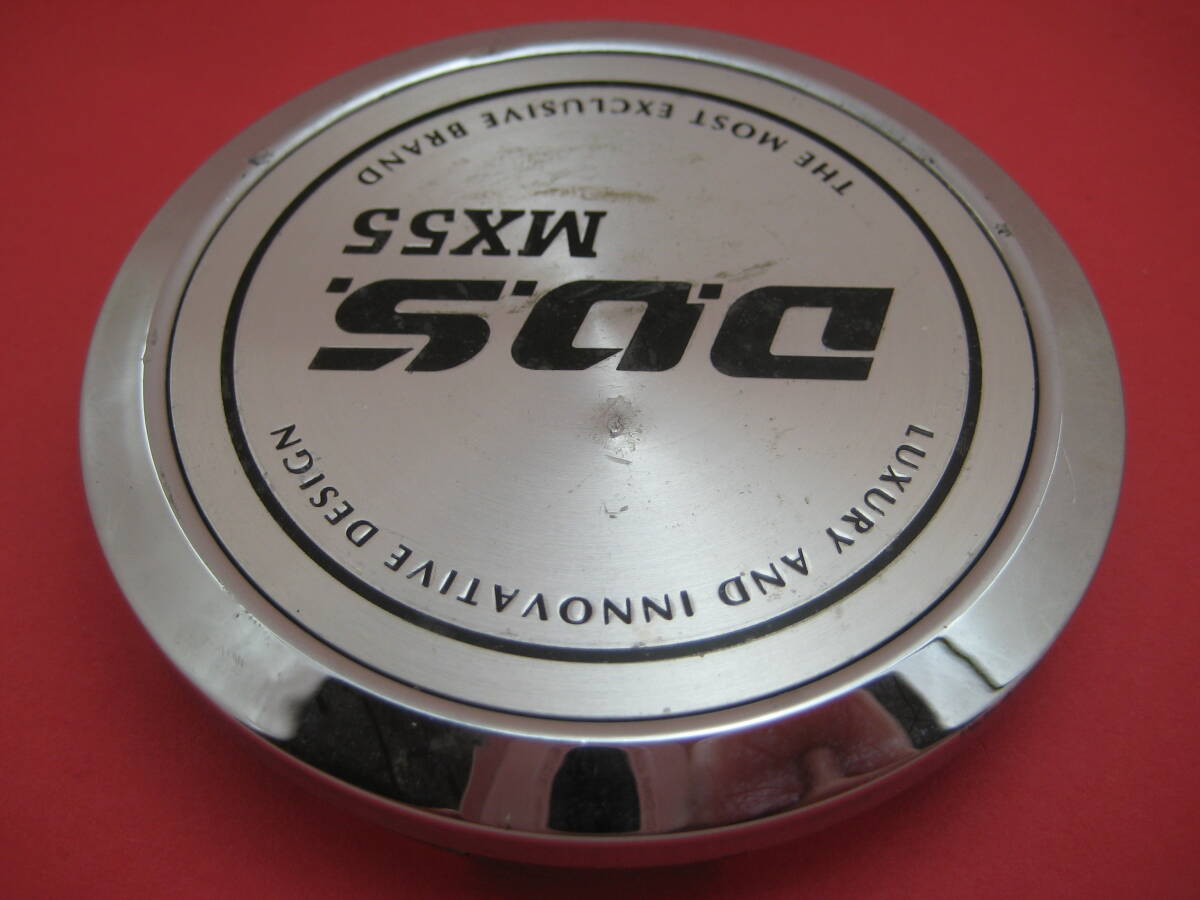 LUXURY AND INNOVATIVE DESIGN
D.O.S.
MX55
THE MOST EXCLUSIVE BRAND